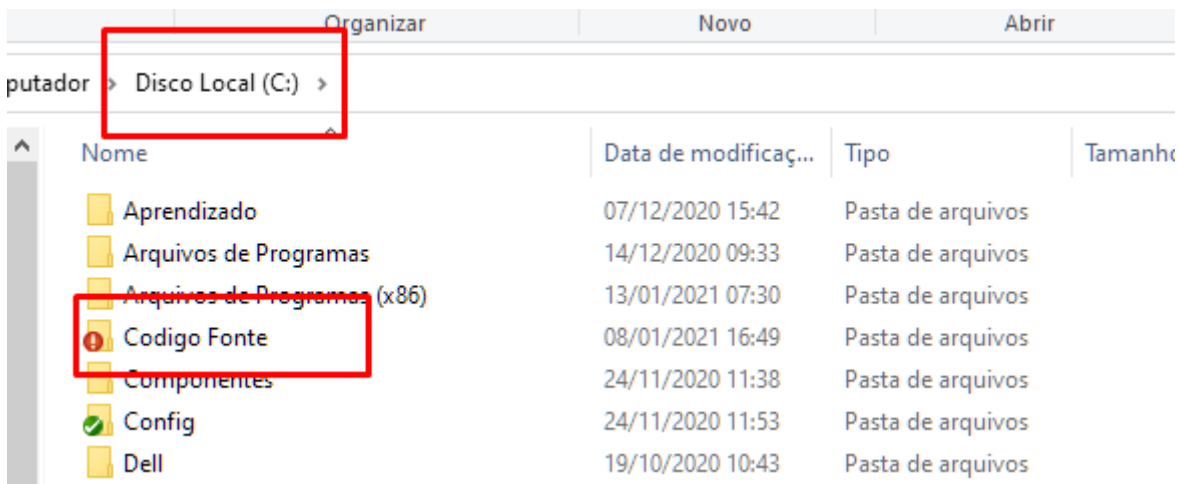 Organizar Novo Abrir
putador > Disco Local (C:) >
Nome Data de modificaç... Tipo Tamanho
Aprendizado 07/12/2020 15:42 Pasta de arquivos
Arquivos de Programas 14/12/2020 09:33 Pasta de arquivos
Arquivos de Programas (x86) 13/01/2021 07:30 Pasta de arquivos
Codigo Fonte 08/01/2021 16:49 Pasta de arquivos
Componentes 24/11/2020 11:38 Pasta de arquivos
Config 24/11/2020 11:53 Pasta de arquivos
Dell 19/10/2020 10:43 Pasta de arquivos